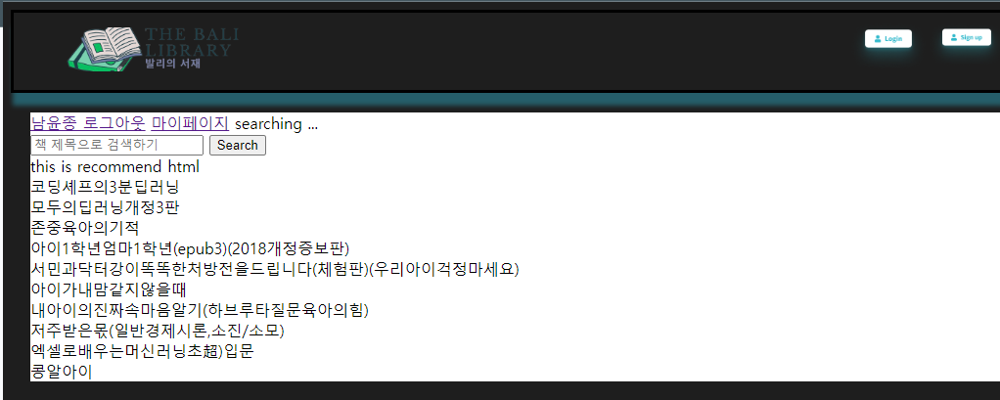 THE BALI
LIBRARY
발리의 서재
Login
Sign up
남윤종 로그아웃 마이페이지 searching ...
책 제목으로 검색하기 Search
this is recommend html
코딩셰프의3분딥러닝
모두의딥러닝개정3판
존중육아의기적
아이1학년엄마1학년(epub3)(2018개정증보판)
서민과닥터강이똑똑한처방전을드립니다(체험판)(우리아이걱정마세요)
아이가내맘같지않을때
내아이의진짜속마음알기(하브루타질문육아의힘)
저주받은몫(일반경제시론,소진/소모)
엑셀로배우는머신러닝초超)입문
콩알아이